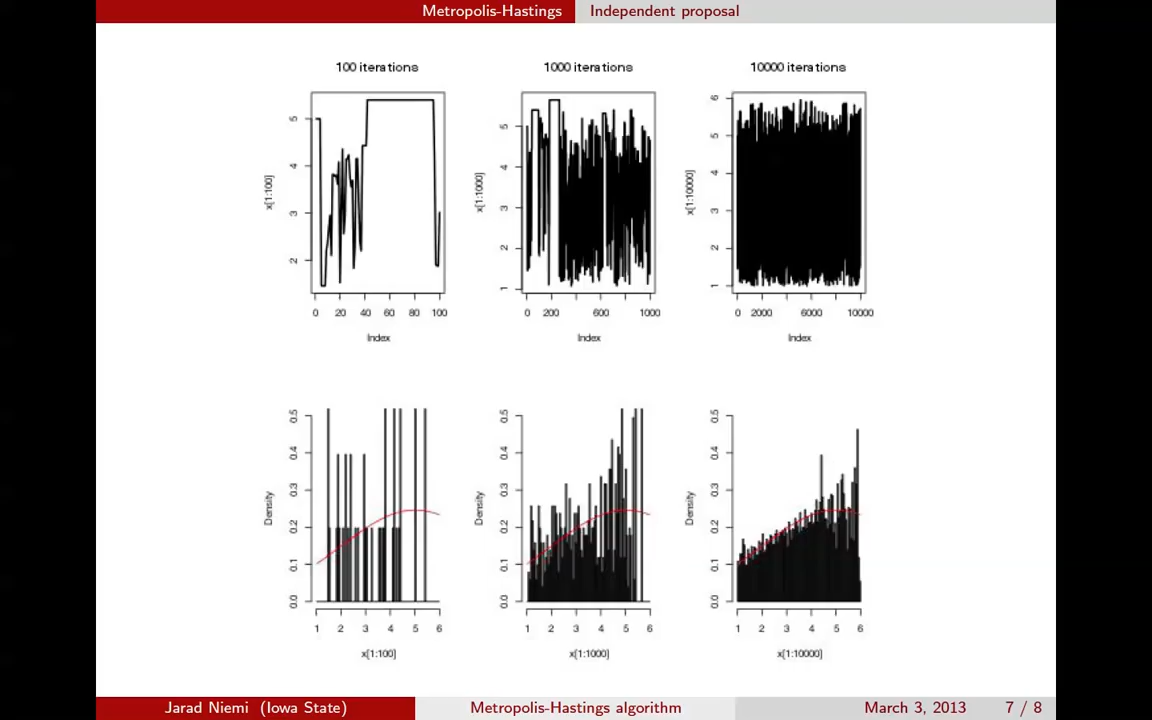 Metropolis-Hastings Independent proposal
100 iterations 1000 iterations 10000 iterations
x[1:100]
5
4
3
2
0 20 40 60 80 100
Index
x[1:1000]
5
4
3
2
1
0 200 600 1000
Index
x[1:10000]
6
5
4
3
2
1
0 2000 6000 10000
Index
Density
0.5
0.4
0.3
0.2
0.1
0.0
1 2 3 4 5 6
x[1:100]
Density
0.5
0.4
0.3
0.2
0.1
0.0
1 2 3 4 5 6
x[1:1000]
Density
0.5
0.4
0.3
0.2
0.1
0.0
1 2 3 4 5 6
x[1:10000]
Jarad Niemi (Iowa State) Metropolis-Hastings algorithm March 3, 2013 7 / 8